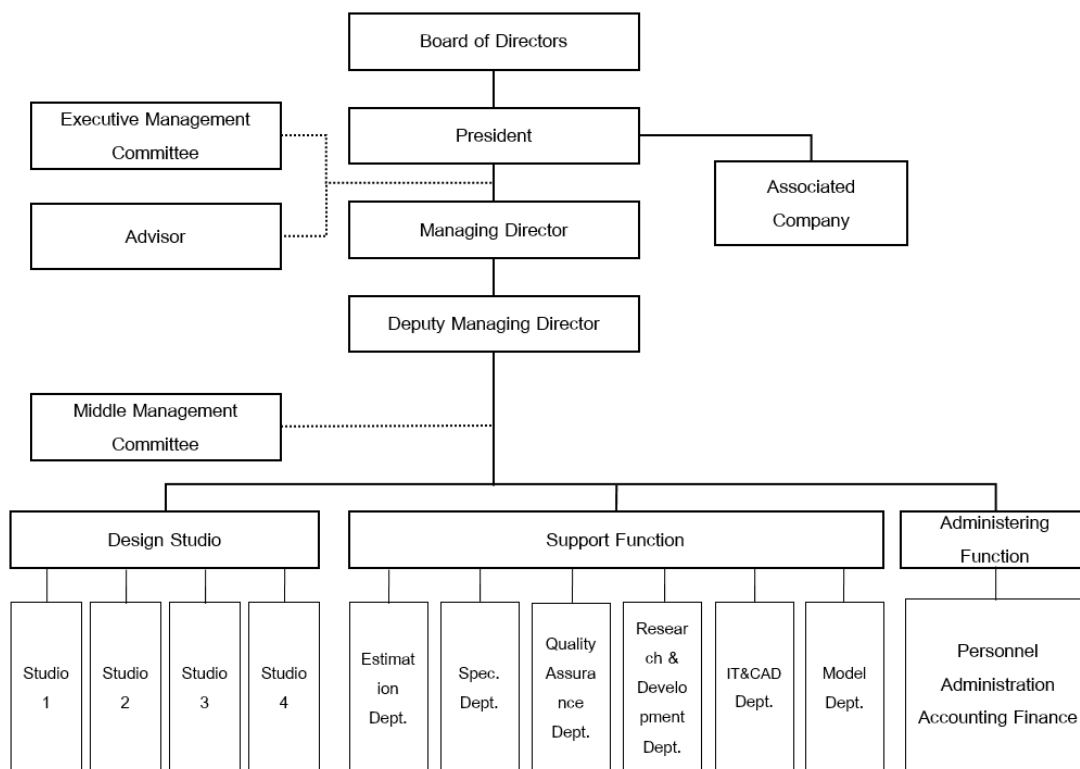 Board of Directors
Executive Management
Committee
President
Associated
Company
Advisor
Managing Director
Deputy Managing Director
Middle Management
Committee
Design Studio
Support Function
Administering
Function
Studio
1
Studio
2
Studio
3
Studio
4
Estimat
ion
Dept.
Spec.
Dept.
Quality
Assura
nce
Dept.
Resear
ch &
Develo
pment
Dept.
IT&CAD
Dept.
Model
Dept.
Personnel
Administration
Accounting Finance